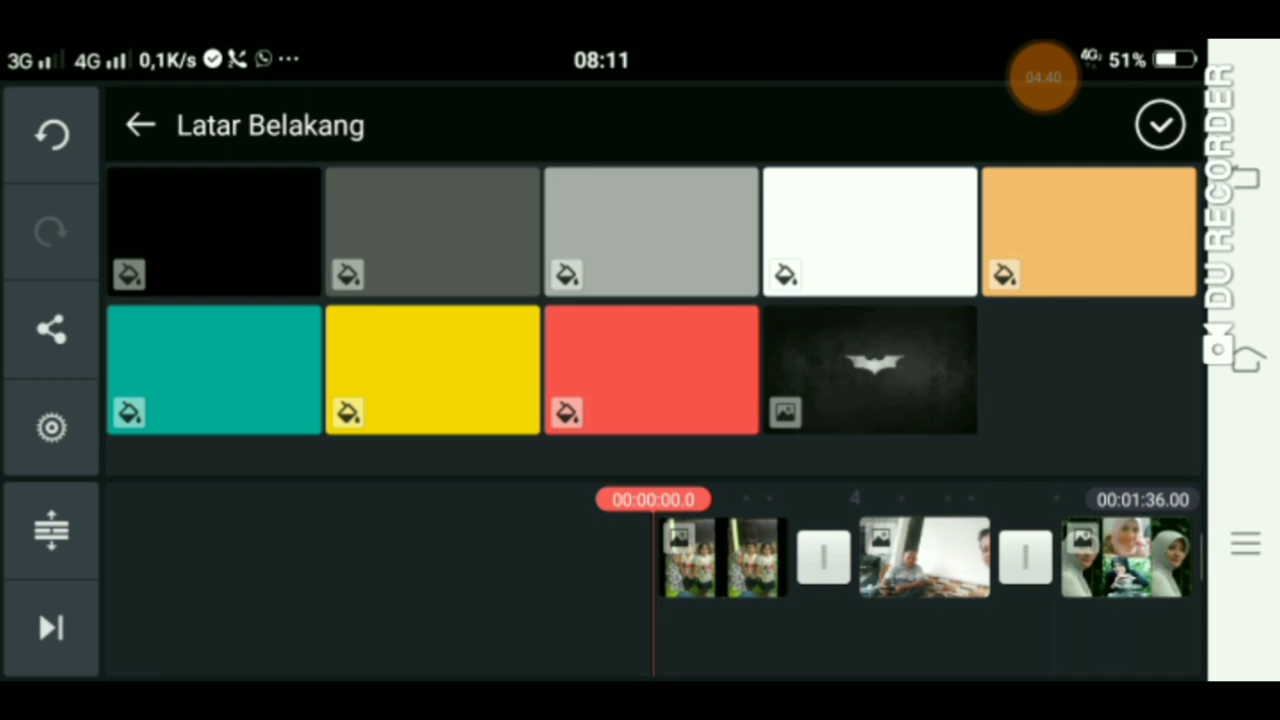 3G 4G 0,1K/s ... 08:11 04:40 4G 51%
Latar Belakang
00:00:00.0 4 00:01:36.00
DU RECORDER